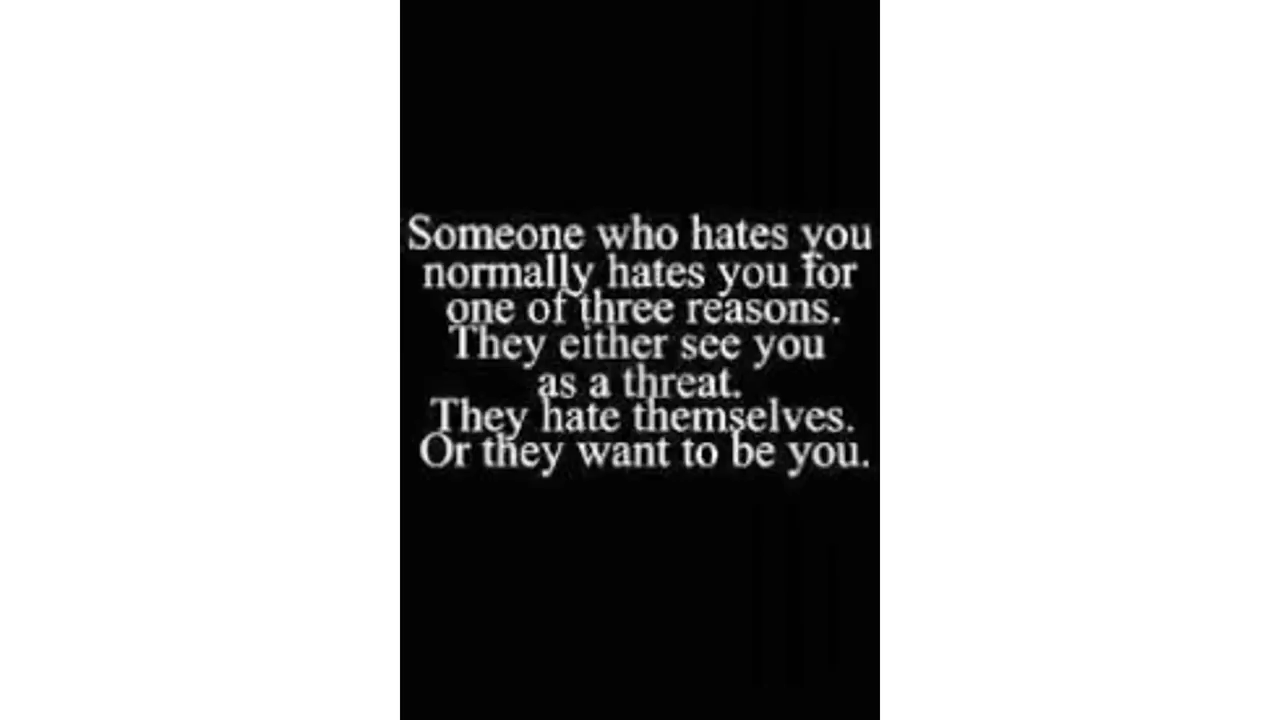 Someone who hates you
normally hates you for
one of three reasons.
They either see you
as a threat.
They hate themselves.
Or they want to be you.